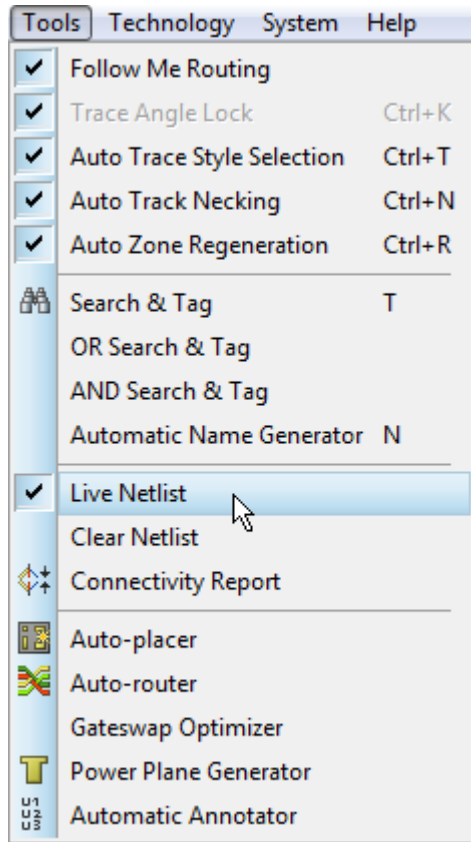 Tools Technology System Help
Follow Me Routing
Trace Angle Lock Ctrl+K
Auto Trace Style Selection Ctrl+T
Auto Track Necking Ctrl+N
Auto Zone Regeneration Ctrl+R
Search & Tag T
OR Search & Tag
AND Search & Tag
Automatic Name Generator N
Live Netlist
Clear Netlist
Connectivity Report
Auto-placer
Auto-router
Gateswap Optimizer
Power Plane Generator
U1
U2
U3
Automatic Annotator